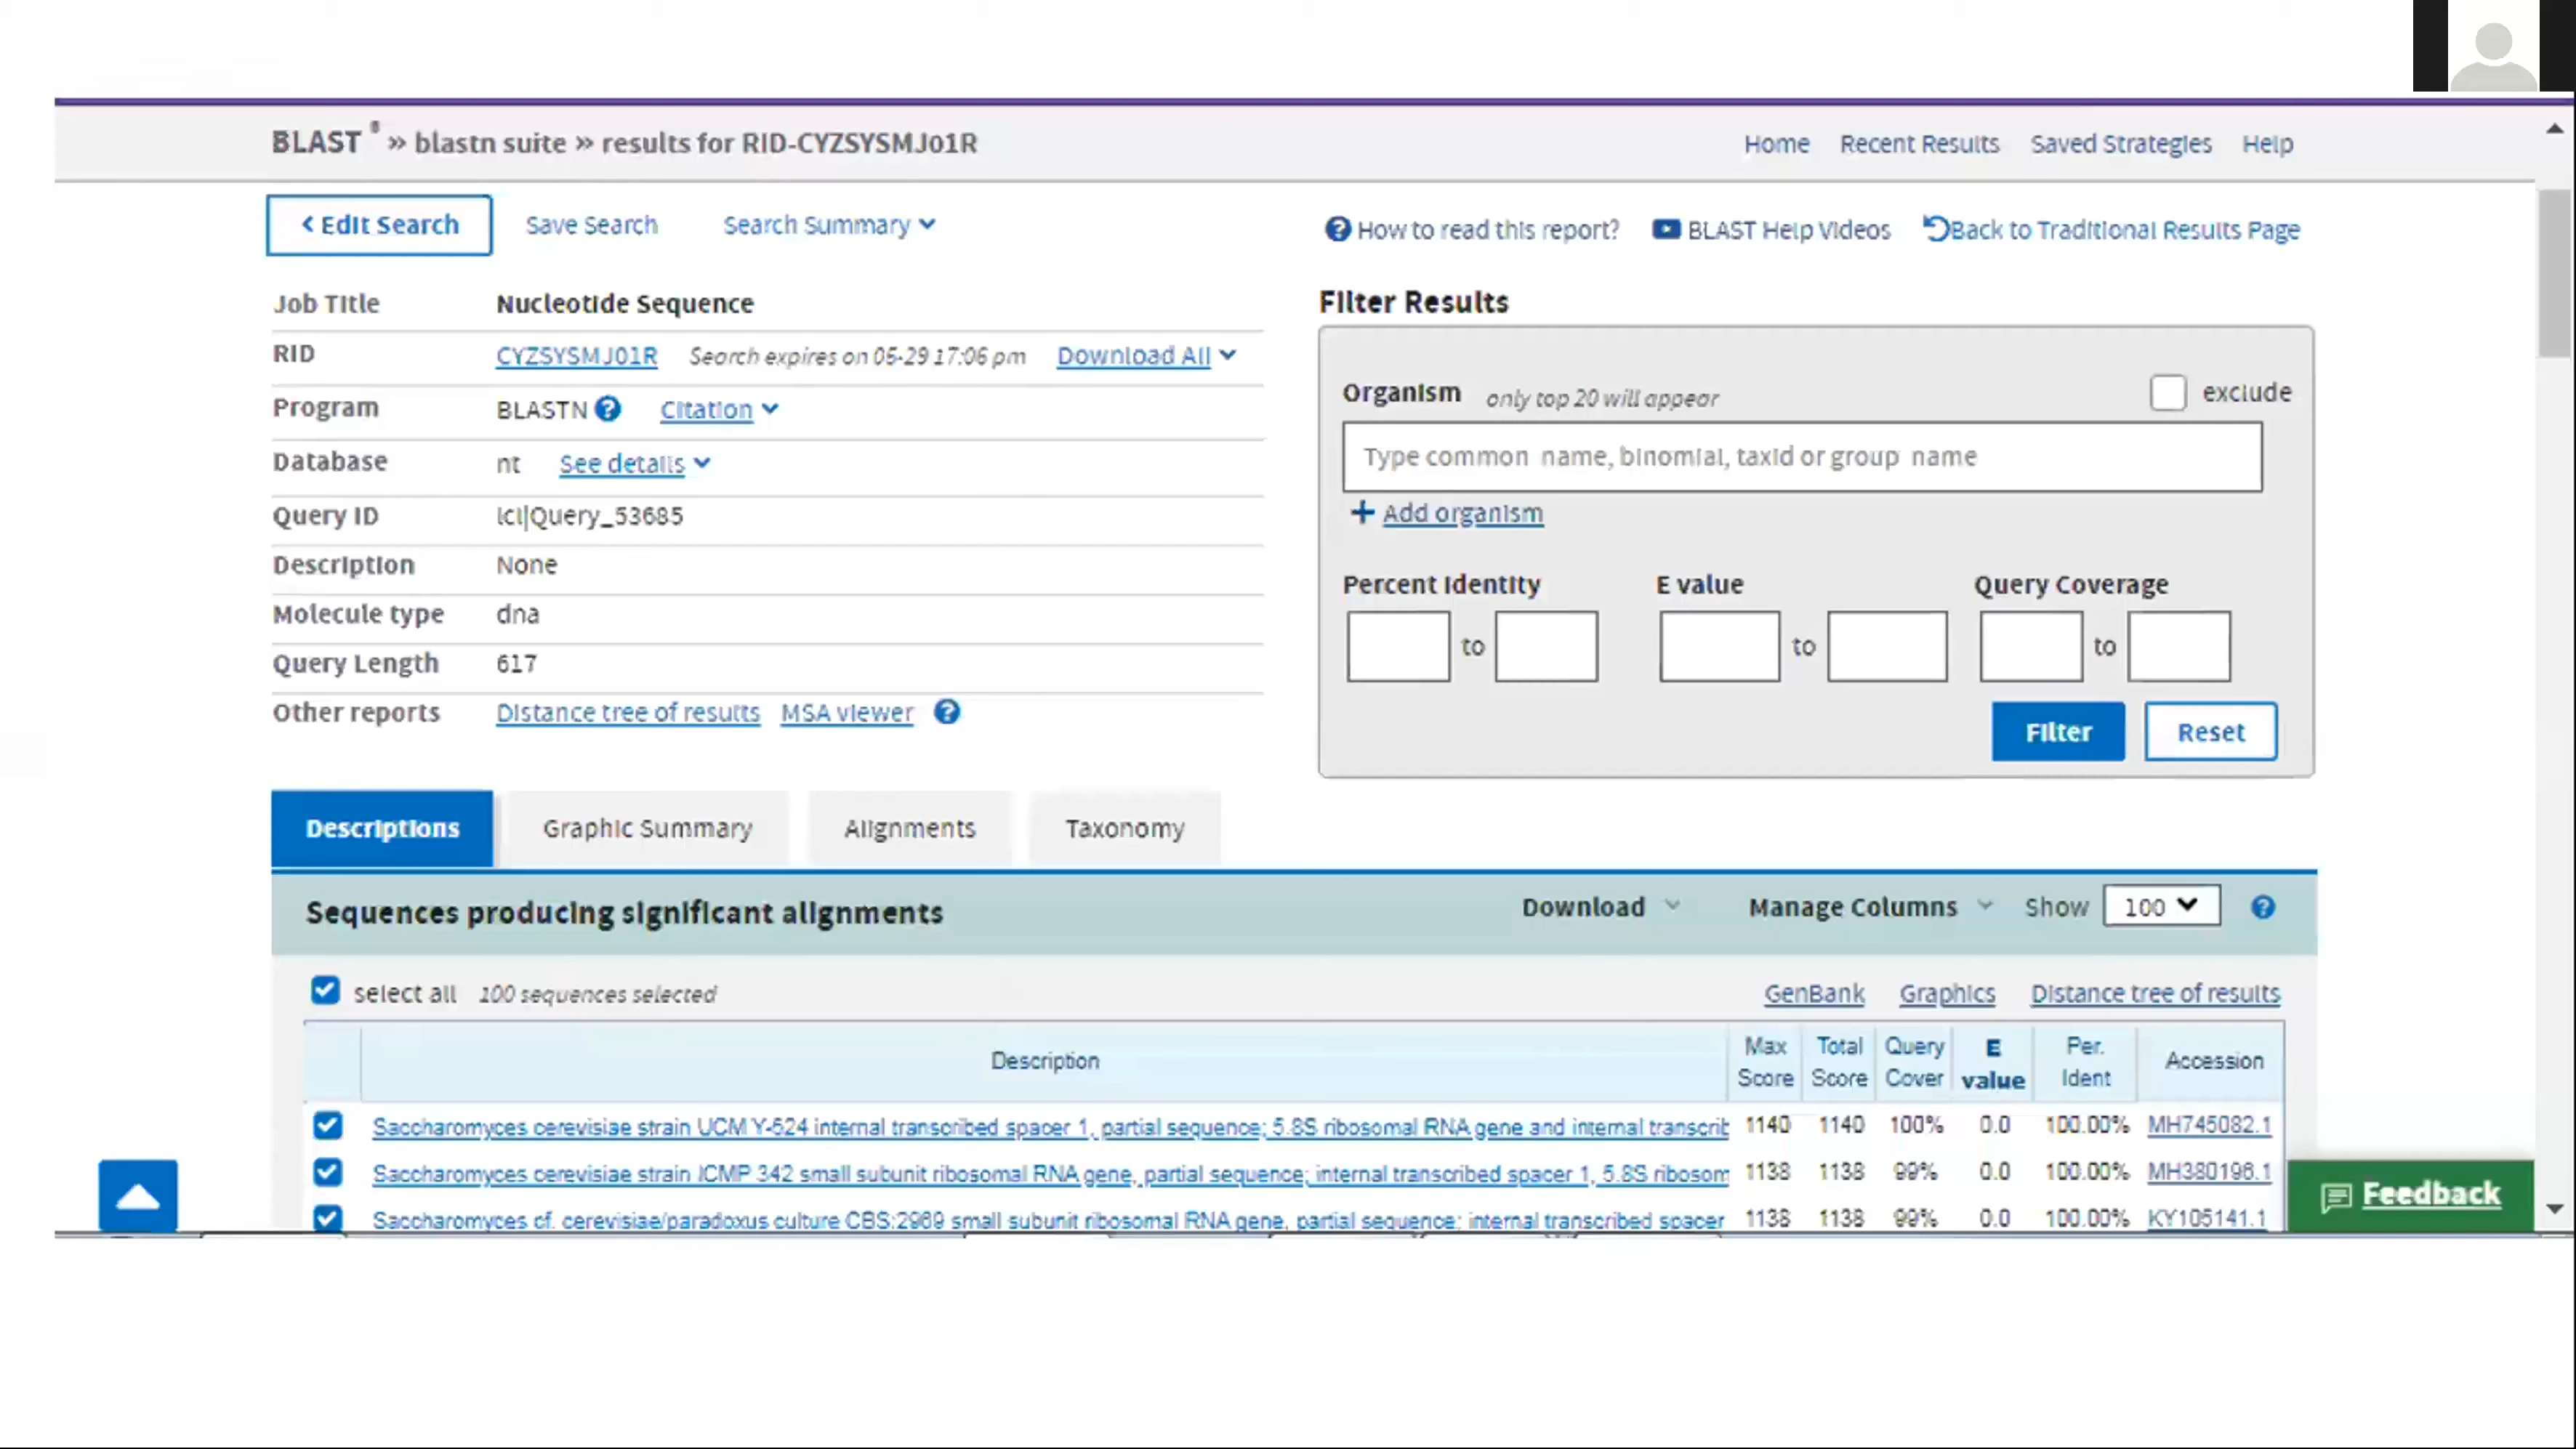 BLAST ® » blastn suite » results for RID-CYZSYSMJ01R
Home Recent Results Saved Strategies Help
Edit Search Save Search Search Summary
How to read this report? BLAST Help Videos Back to Traditional Results Page
Job Title Nucleotide Sequence
RID CYZSYSMJ01R Search expires on 05-29 17:06 pm Download All
Program BLASTN Citation
Database nt See details
Query ID lcl|Query_53685
Description None
Molecule type dna
Query Length 617
Other reports Distance tree of results MSA viewer
Filter Results
Organism only top 20 will appear exclude
Type common name, binomial, taxid or group name
+ Add organism
Percent Identity E value Query Coverage
to to to
Filter Reset
Descriptions Graphic Summary Alignments Taxonomy
Sequences producing significant alignments Download Manage Columns Show 100
select all 100 sequences selected GenBank Graphics Distance tree of results
Description Max Score Total Score Query Cover E value Per. Ident Accession
Saccharomyces cerevisiae strain UCM Y-524 internal transcribed spacer 1, partial sequence; 5.8S ribosomal RNA gene and internal transcrib 1140 1140 100% 0.0 100.00% MH745082.1
Saccharomyces cerevisiae strain ICMP 342 small subunit ribosomal RNA gene, partial sequence; internal transcribed spacer 1, 5.8S ribosom 1138 1138 99% 0.0 100.00% MH380196.1
Saccharomyces cf. cerevisiae/paradoxus culture CBS:2969 small subunit ribosomal RNA gene, partial sequence; internal transcribed spacer 1138 1138 99% 0.0 100.00% KY105141.1
Feedback